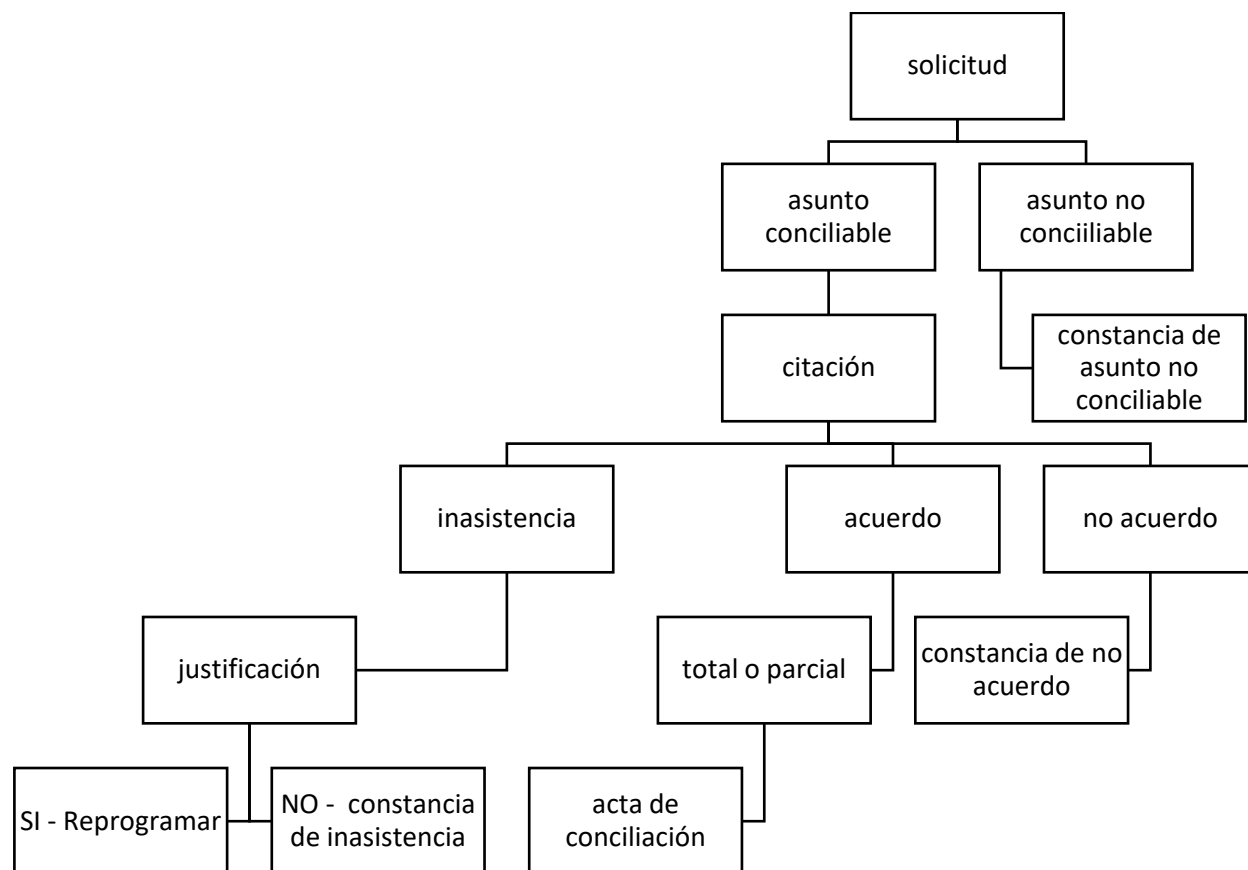 solicitud
asunto
conciliable
asunto no
conciiliable
citación
constancia de
asunto no
conciliable
inasistencia
acuerdo
no acuerdo
justificación
total o parcial
constancia de no
acuerdo
SI - Reprogramar
NO -  constancia
de inasistencia
acta de
conciliación